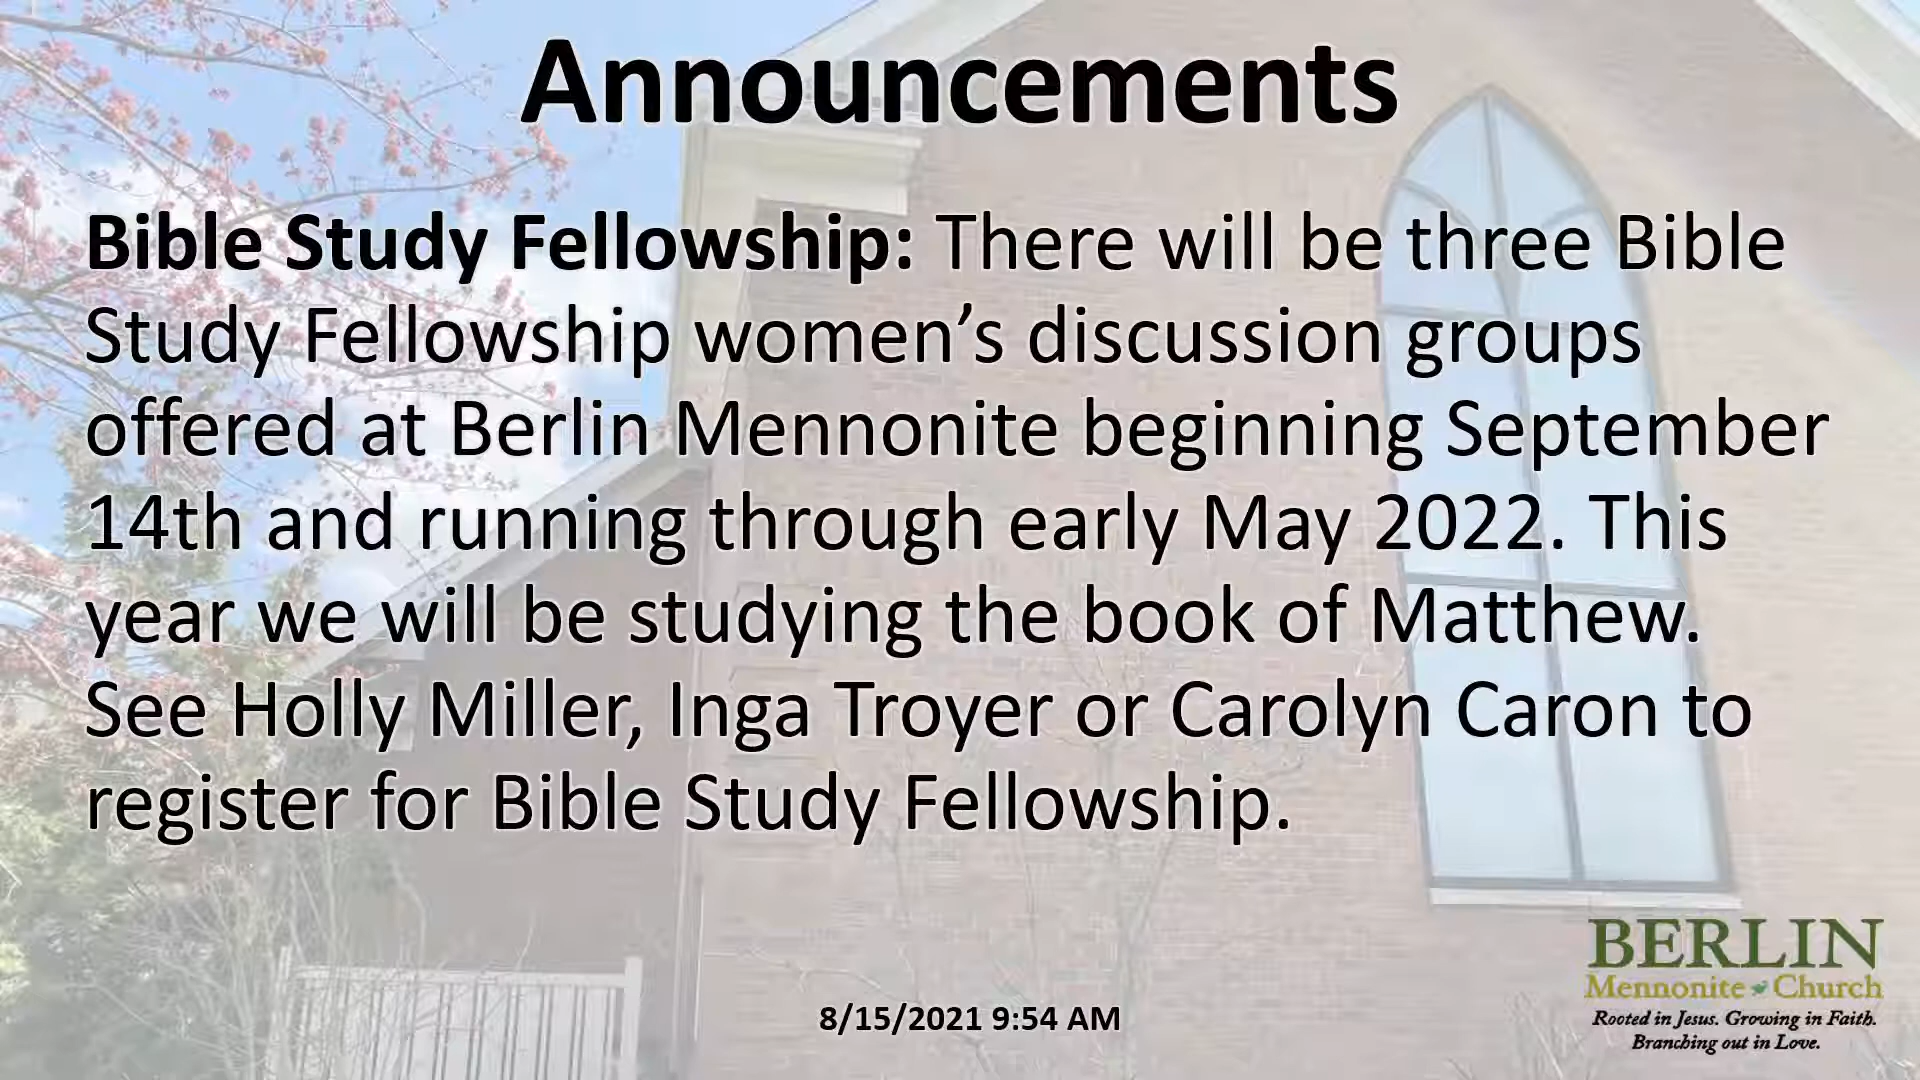 Announcements
Bible Study Fellowship: There will be three Bible
Study Fellowship women’s discussion groups
offered at Berlin Mennonite beginning September
14th and running through early May 2022. This
year we will be studying the book of Matthew.
See Holly Miller, Inga Troyer or Carolyn Caron to
register for Bible Study Fellowship.
BERLIN
Mennonite Church
Rooted in Jesus. Growing in Faith.
Branching out in Love.
8/15/2021 9:54 AM